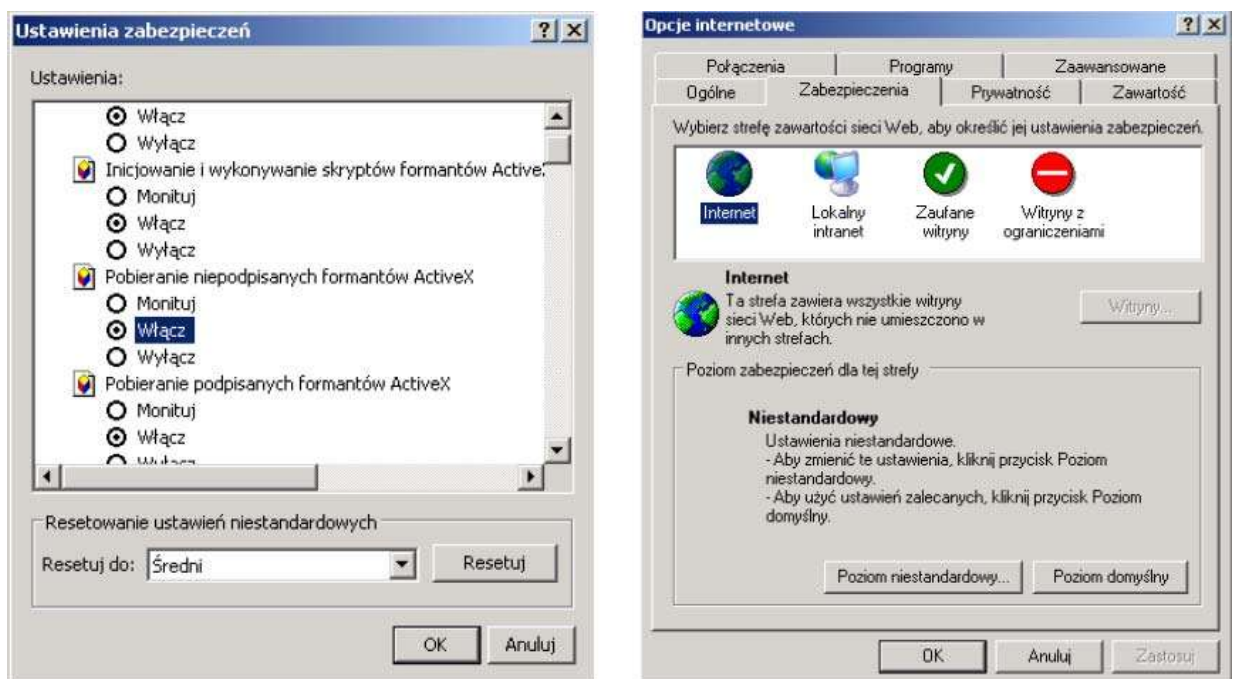 Ustawienia zabezpieczeń
Ustawienia:
Włącz
Wyłącz
Inicjowanie i wykonywanie skryptów formantów Active
Monituj
Włącz
Wyłącz
Pobieranie niepodpisanych formantów ActiveX
Monituj
Włącz
Wyłącz
Pobieranie podpisanych formantów ActiveX
Monituj
Włącz
Resetowanie ustawień niestandardowych
Resetuj do: Średni Resetuj
OK Anuluj
Opcje internetowe
Połączenia Programy Zaawansowane
Ogólne Zabezpieczenia Prywatność Zawartość
Wybierz strefę zawartości sieci Web, aby określić jej ustawienia zabezpieczeń.
Internet Lokalny Zaufane Witryny z
intranet witryny ograniczeniami
Internet
Ta strefa zawiera wszystkie witryny
sieci Web, których nie umieszczono w
innych strefach.
Witryny...
Poziom zabezpieczeń dla tej strefy
Niestandardowy
Ustawienia niestandardowe.
- Aby zmienić te ustawienia, kliknij przycisk Poziom
niestandardowy.
- Aby użyć ustawień zalecanych, kliknij przycisk Poziom
domyślny.
Poziom niestandardowy... Poziom domyślny
OK Anuluj Zastosuj